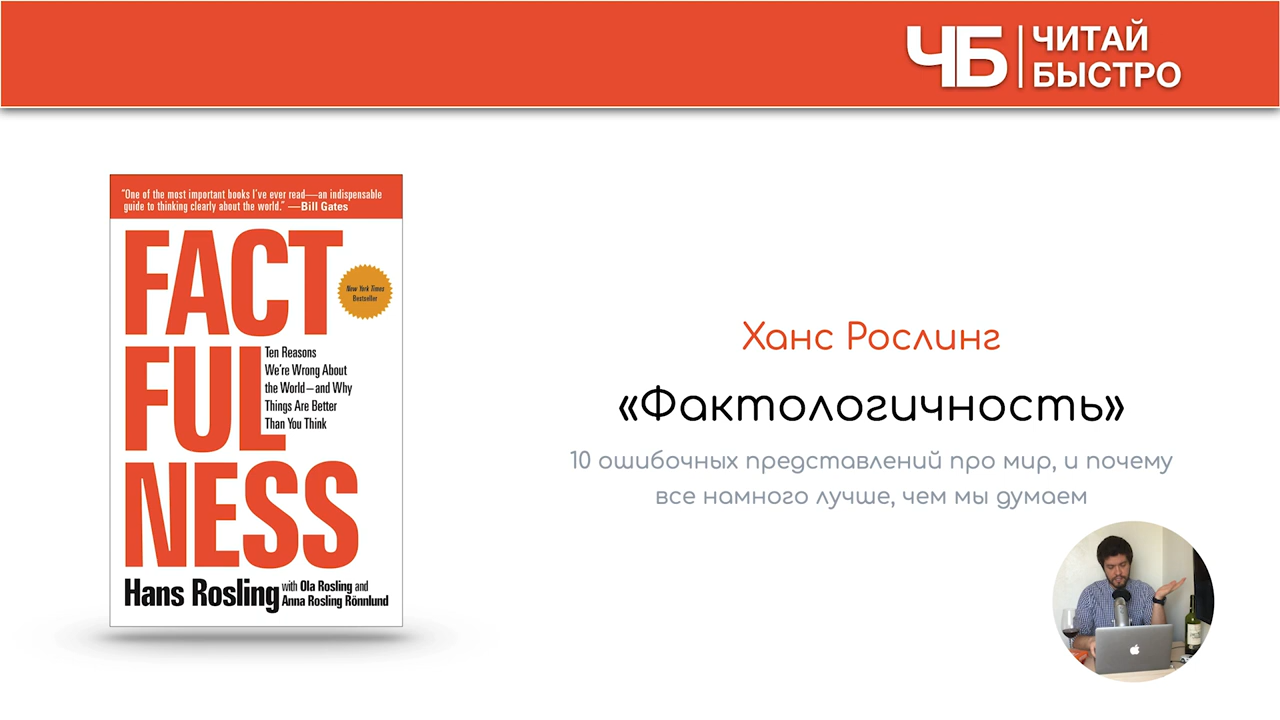 ЧБ
ЧИТАЙ
БЫСТРО
"One of the most important books I've ever read—an indispensable
guide to thinking clearly about the world." —Bill Gates
FACT
New York Times
Bestseller
FUL
Ten Reasons
We're Wrong About
the World—and Why
Things Are Better
Than You Think
NESS
Hans Rosling
with Ola Rosling and
Anna Rosling Rönnlund
Ханс Рослинг
«Фактологичность»
10 ошибочных представлений про мир, и почему
все намного лучше, чем мы думаем